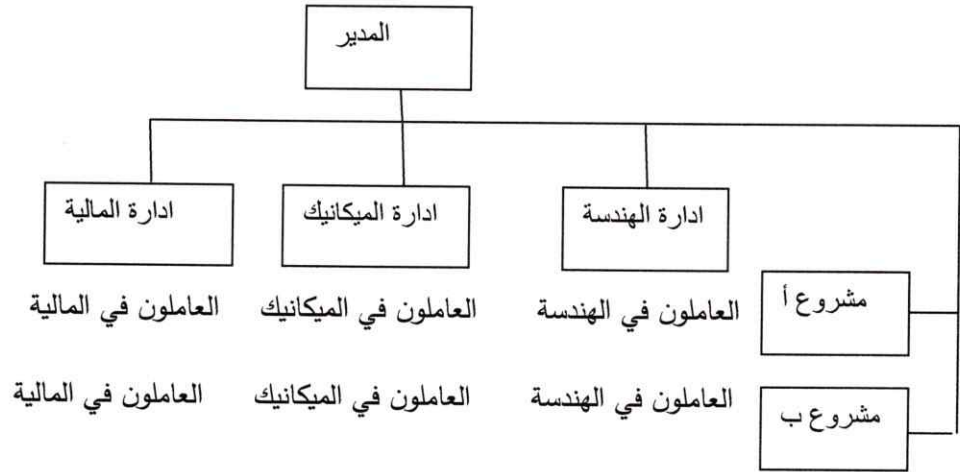 المدير
ادارة الهندسة ادارة الميكانيك ادارة المالية
مشروع أ العاملون في الهندسة العاملون في الميكانيك العاملون في المالية
مشروع ب العاملون في الهندسة العاملون في الميكانيك العاملون في المالية